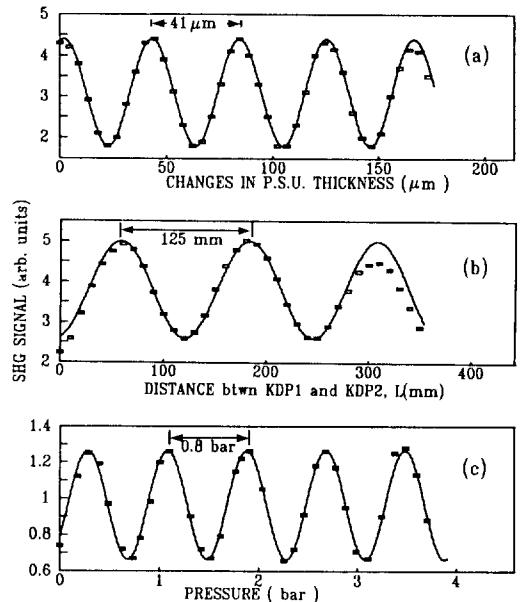 5
4
3
2
41 μm
(a)
0
50
100
150
200
CHANGES IN P.S.U. THICKNESS (μm)
SHG SIGNAL (arb. units)
6
5
4
3
2
125 mm
(b)
0
100
200
300
400
DISTANCE btwn KDP1 and KDP2, L(mm)
1.4
1.2
1
0.8
0.6
0.8 bar
(c)
0
1
2
3
4
PRESSURE ( bar )